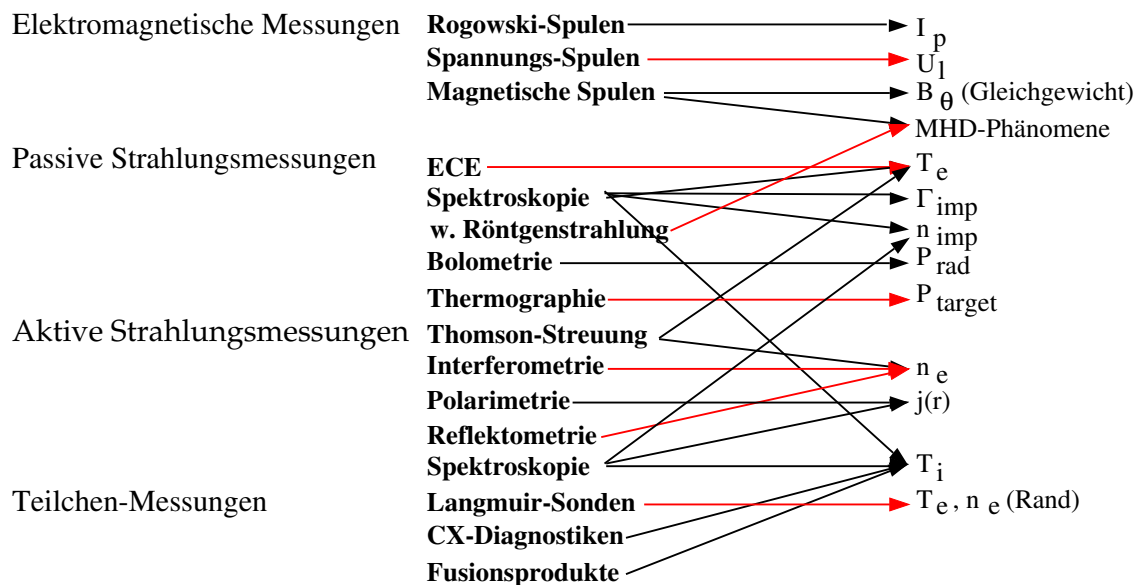 Elektromagnetische Messungen Rogowski-Spulen I p
Spannungs-Spulen U l
Magnetische Spulen B θ (Gleichgewicht)
MHD-Phänomene
Passive Strahlungsmessungen ECE T e
Spektroskopie Γ imp
w. Röntgenstrahlung n imp
Bolometrie P rad
Thermographie P target
Aktive Strahlungsmessungen Thomson-Streuung
Interferometrie n e
Polarimetrie j(r)
Reflektometrie
Spektroskopie T i
Teilchen-Messungen Langmuir-Sonden T e , n e (Rand)
CX-Diagnostiken
Fusionsprodukte